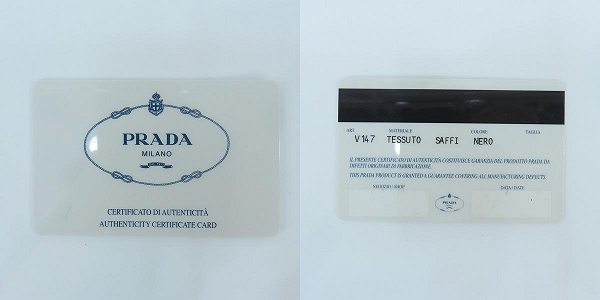 PRADA
MILANO
CERTIFICATO DI AUTENTICITÀ
AUTHENTICITY CERTIFICATE CARD
ART. MATERIALE COLORE TAGLIA
V147 TESSUTO SAFFI NERO
IL PRESENTE CERTIFICATO DI AUTENTICITÀ COSTITUISCE GARANZIA DEL PRODOTTO PRADA DA
DIFETTI ORIGINARI DI FABBRICAZIONE.
THIS PRADA PRODUCT IS GRANTED A GUARANTEE COVERING ALL MANUFACTURING DEFECTS
NEGOZIO / SHOP DATA / DATE
PRADA